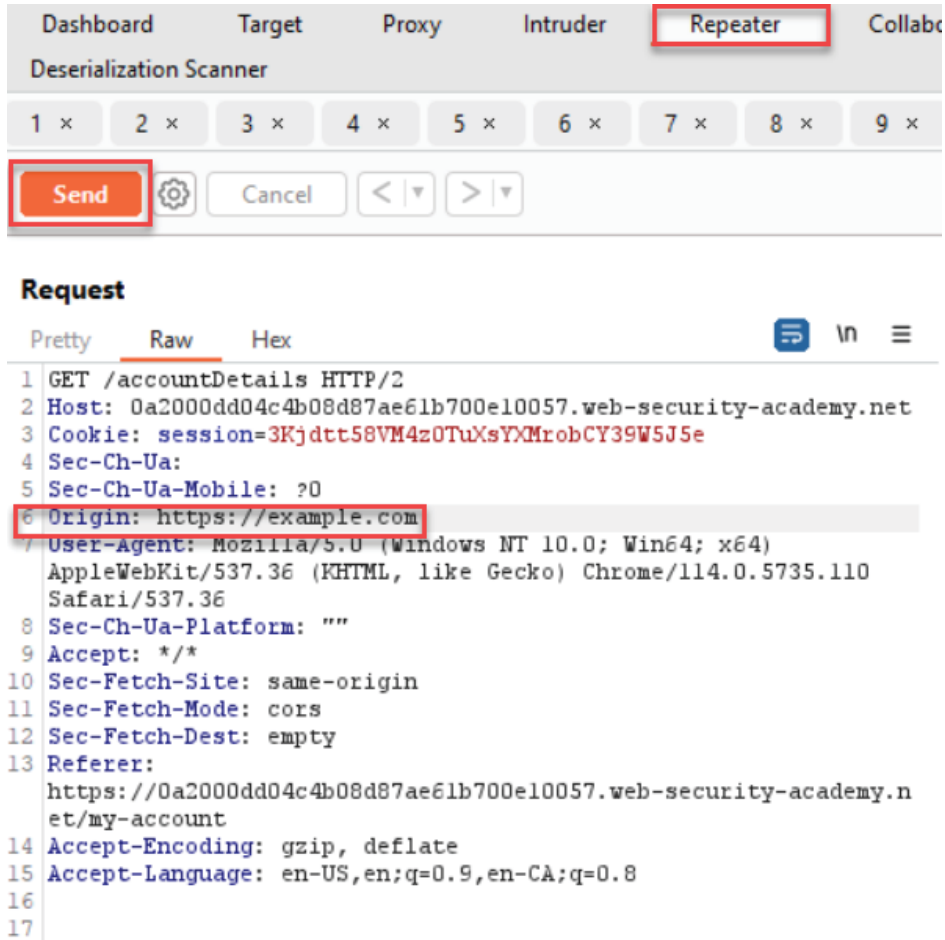 Dashboard Target Proxy Intruder Repeater Collabo
Deserialization Scanner
1 × 2 × 3 × 4 × 5 × 6 × 7 × 8 × 9 ×
Send Cancel < ▼ > ▼
Request
Pretty Raw Hex \n
1 GET /accountDetails HTTP/2
2 Host: 0a2000dd04c4b08d87ae61b700e10057.web-security-academy.net
3 Cookie: session=3Kjdtt58VM4z0TuXsYXMrobCY39W5J5e
4 Sec-Ch-Ua:
5 Sec-Ch-Ua-Mobile: ?0
6 Origin: https://example.com
7 User-Agent: Mozilla/5.0 (Windows NT 10.0; Win64; x64)
AppleWebKit/537.36 (KHTML, like Gecko) Chrome/114.0.5735.110
Safari/537.36
8 Sec-Ch-Ua-Platform: ""
9 Accept: */*
10 Sec-Fetch-Site: same-origin
11 Sec-Fetch-Mode: cors
12 Sec-Fetch-Dest: empty
13 Referer:
https://0a2000dd04c4b08d87ae61b700e10057.web-security-academy.n
et/my-account
14 Accept-Encoding: gzip, deflate
15 Accept-Language: en-US,en;q=0.9,en-CA;q=0.8
16
17